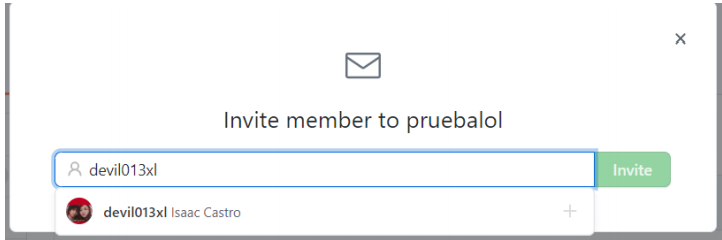 Invite member to pruebalol
devil013xl
Invite
devil013xl Isaac Castro